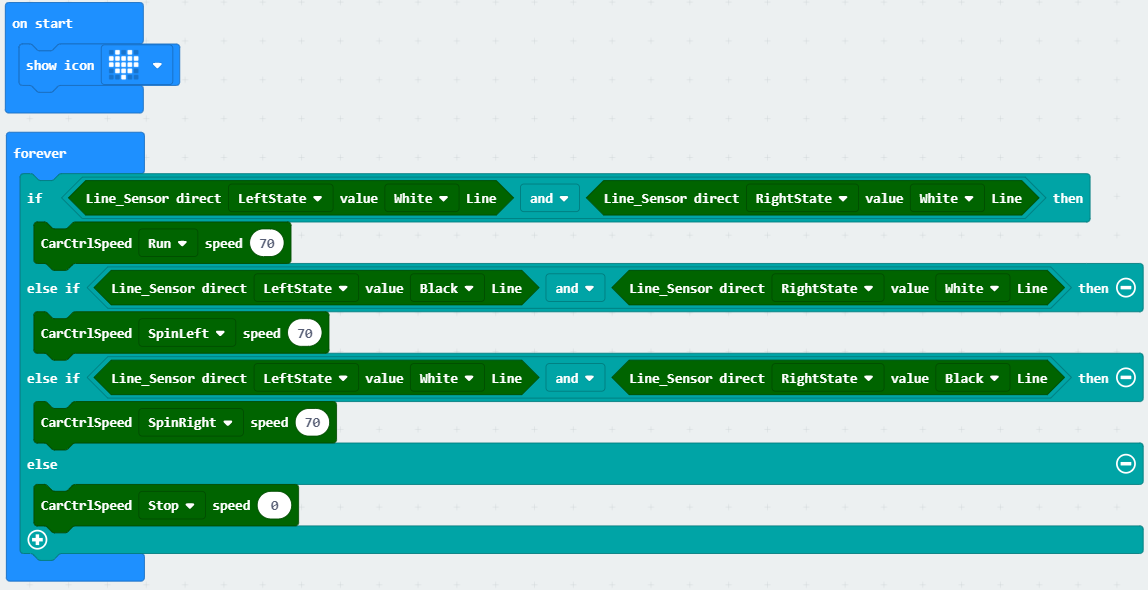 on start
show icon
forever
if Line_Sensor direct LeftState value White Line and Line_Sensor direct RightState value White Line then
CarCtrlSpeed Run speed 70
else if Line_Sensor direct LeftState value Black Line and Line_Sensor direct RightState value White Line then
CarCtrlSpeed SpinLeft speed 70
else if Line_Sensor direct LeftState value White Line and Line_Sensor direct RightState value Black Line then
CarCtrlSpeed SpinRight speed 70
else
CarCtrlSpeed Stop speed 0